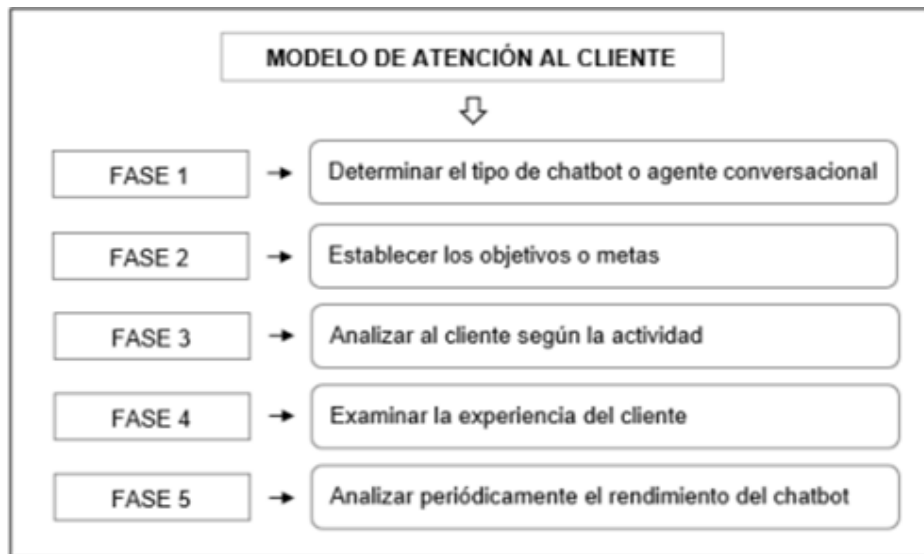 MODELO DE ATENCIÓN AL CLIENTE
FASE 1
Determinar el tipo de chatbot o agente conversacional
FASE 2
Establecer los objetivos o metas
FASE 3
Analizar al cliente según la actividad
FASE 4
Examinar la experiencia del cliente
FASE 5
Analizar periódicamente el rendimiento del chatbot